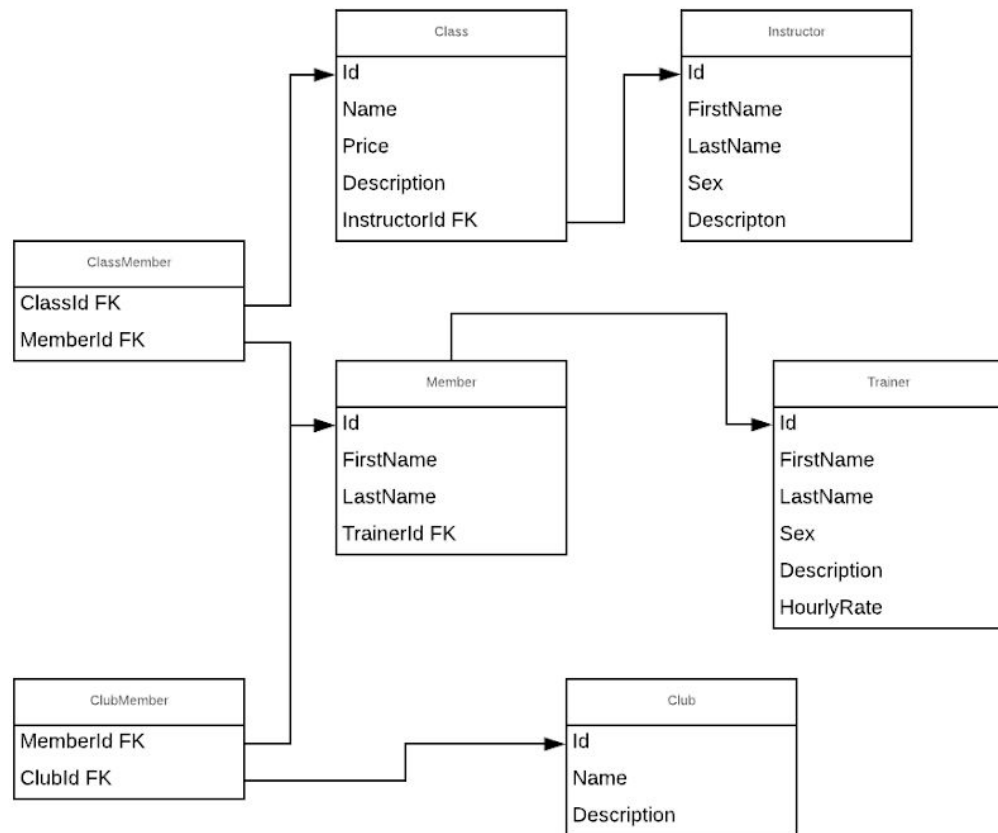 Class
Id
Name
Price
Description
InstructorId FK
Instructor
Id
FirstName
LastName
Sex
Descripton
ClassMember
ClassId FK
MemberId FK
Member
Id
FirstName
LastName
TrainerId FK
Trainer
Id
FirstName
LastName
Sex
Description
HourlyRate
ClubMember
MemberId FK
ClubId FK
Club
Id
Name
Description